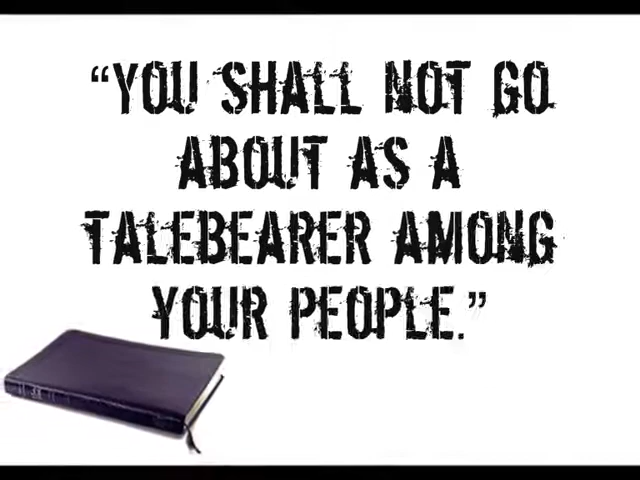 “YOU SHALL NOT GO
ABOUT AS A
TALEBEARER AMONG
YOUR PEOPLE.”